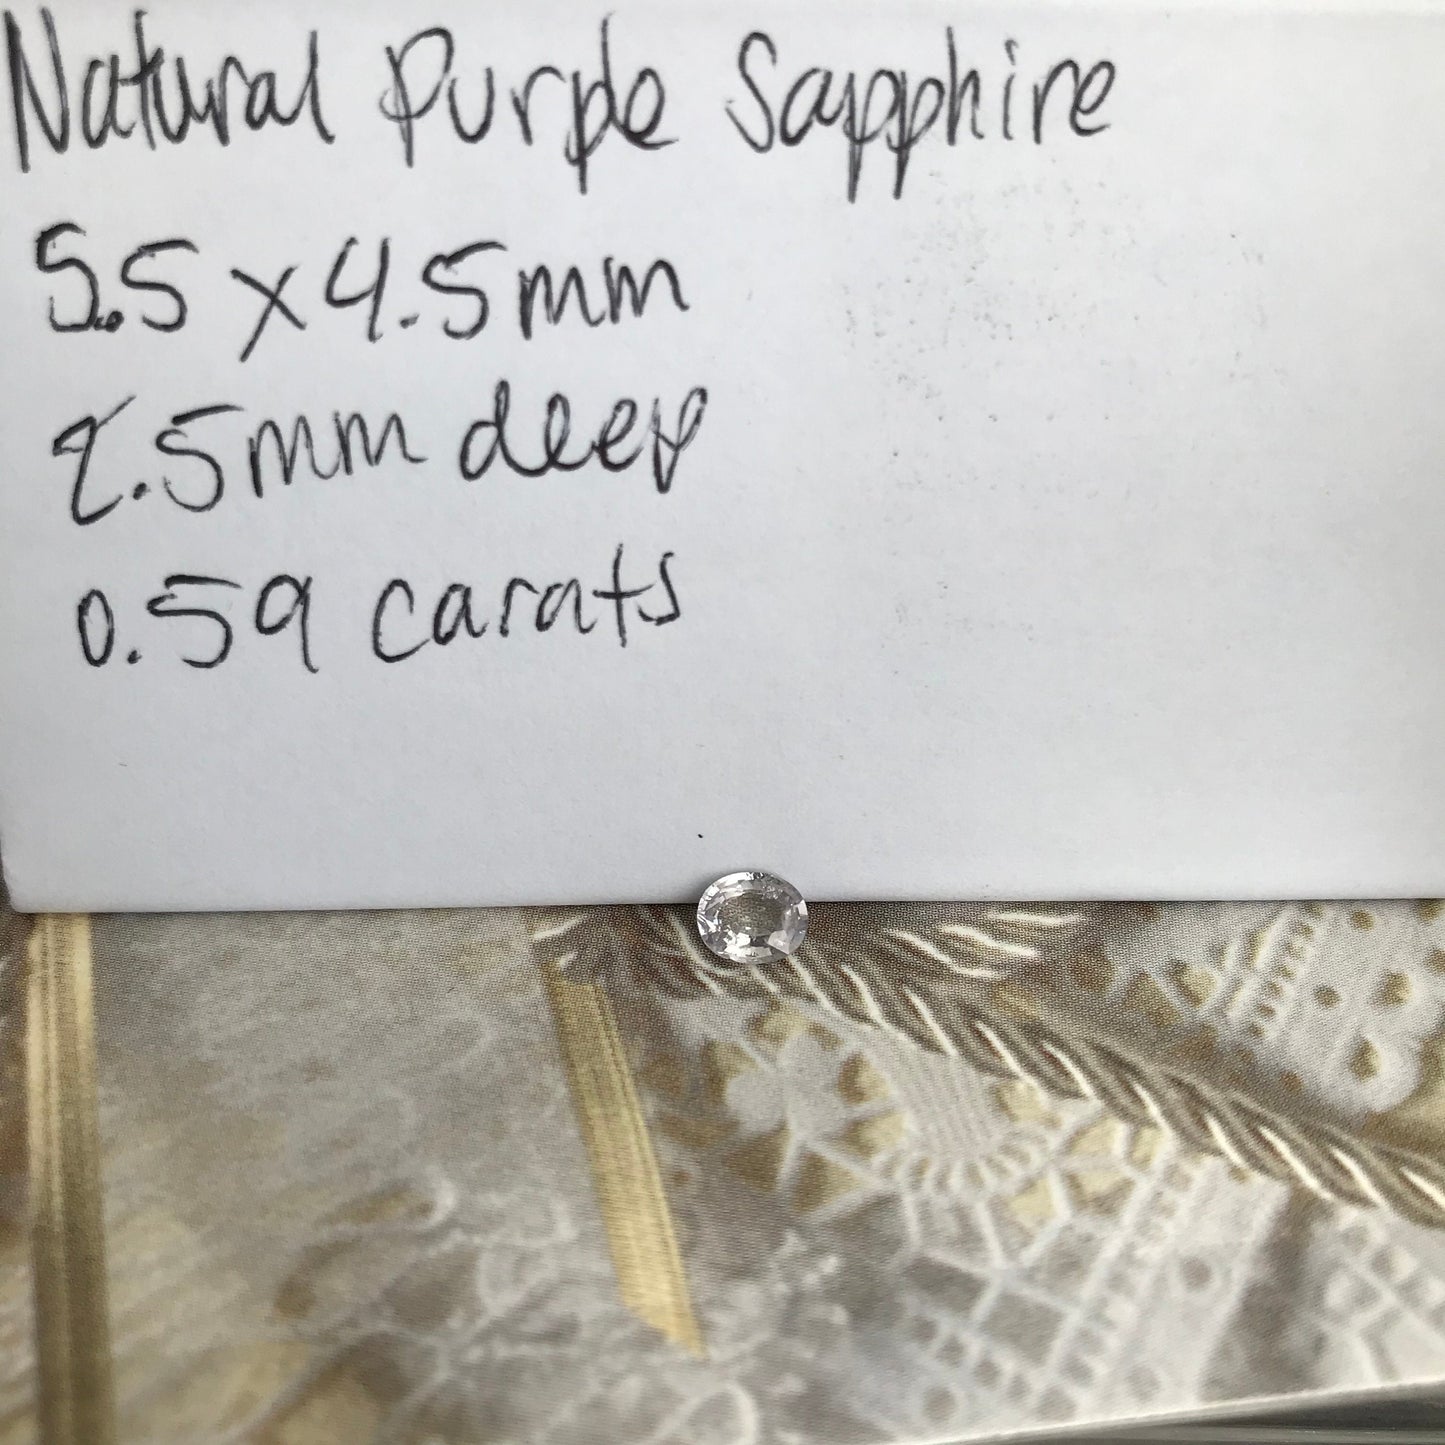 Natural Purple Sapphire
5.5 x 4.5mm
2.5mm deep
0.59 carats